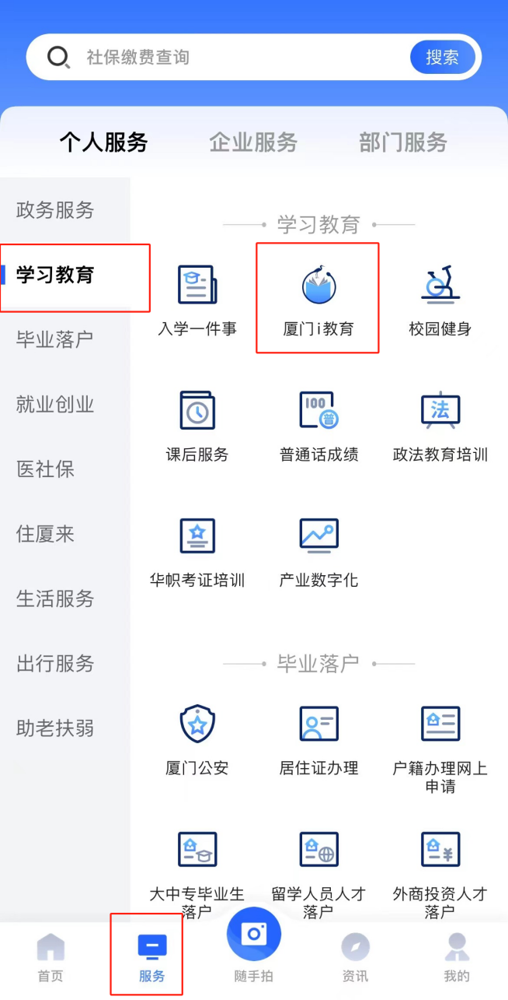 社保缴费查询
搜索
个人服务
企业服务
部门服务
政务服务
学习教育
毕业落户
就业创业
医社保
住厦来
生活服务
出行服务
助老扶弱
学习教育
入学一件事
厦门i教育
校园健身
课后服务
100
普
普通话成绩
法
政法教育培训
华帜考证培训
产业数字化
毕业落户
厦门公安
居住证办理
户籍办理网上
申请
大中专毕业生
落户
留学人员人才
落户
¥
外商投资人才
落户
首页
服务
随手拍
资讯
我的